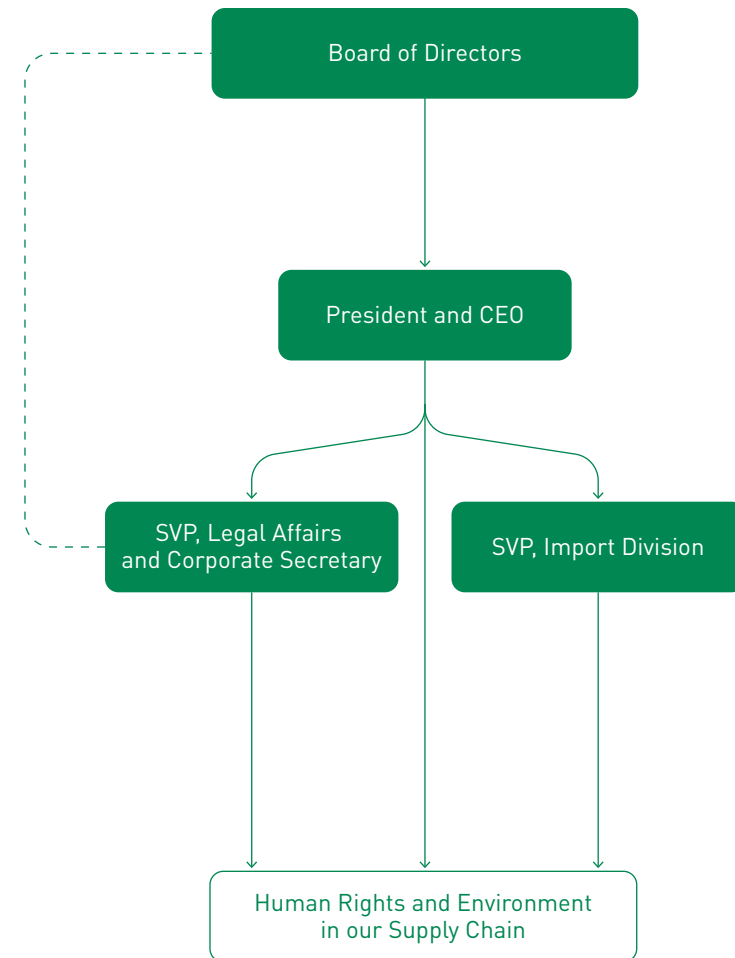 Board of Directors
President and CEO
SVP, Legal Affairs
and Corporate Secretary
SVP, Import Division
Human Rights and Environment
in our Supply Chain